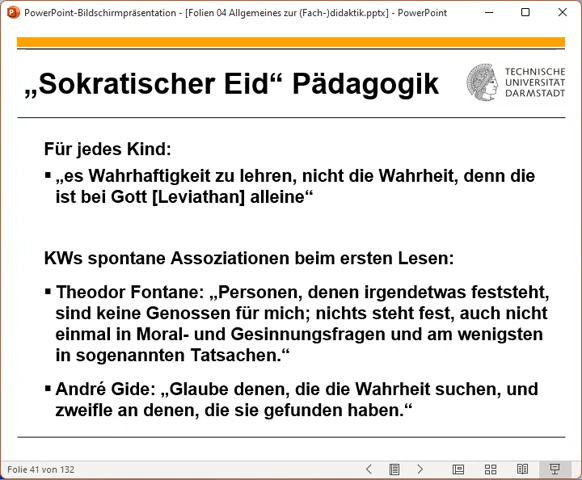 PowerPoint-Bildschirmpräsentation - [Folien 04 Allgemeines zur (Fach-)didaktik.pptx] - PowerPoint
„Sokratischer Eid“ Pädagogik
TECHNISCHE
UNIVERSITÄT
DARMSTADT
Für jedes Kind:
▪ „es Wahrhaftigkeit zu lehren, nicht die Wahrheit, denn die
ist bei Gott [Leviathan] alleine“
KWs spontane Assoziationen beim ersten Lesen:
▪ Theodor Fontane: „Personen, denen irgendetwas feststeht,
sind keine Genossen für mich; nichts steht fest, auch nicht
einmal in Moral- und Gesinnungsfragen und am wenigsten
in sogenannten Tatsachen.“
▪ André Gide: „Glaube denen, die die Wahrheit suchen, und
zweifle an denen, die sie gefunden haben.“
Folie 41 von 132